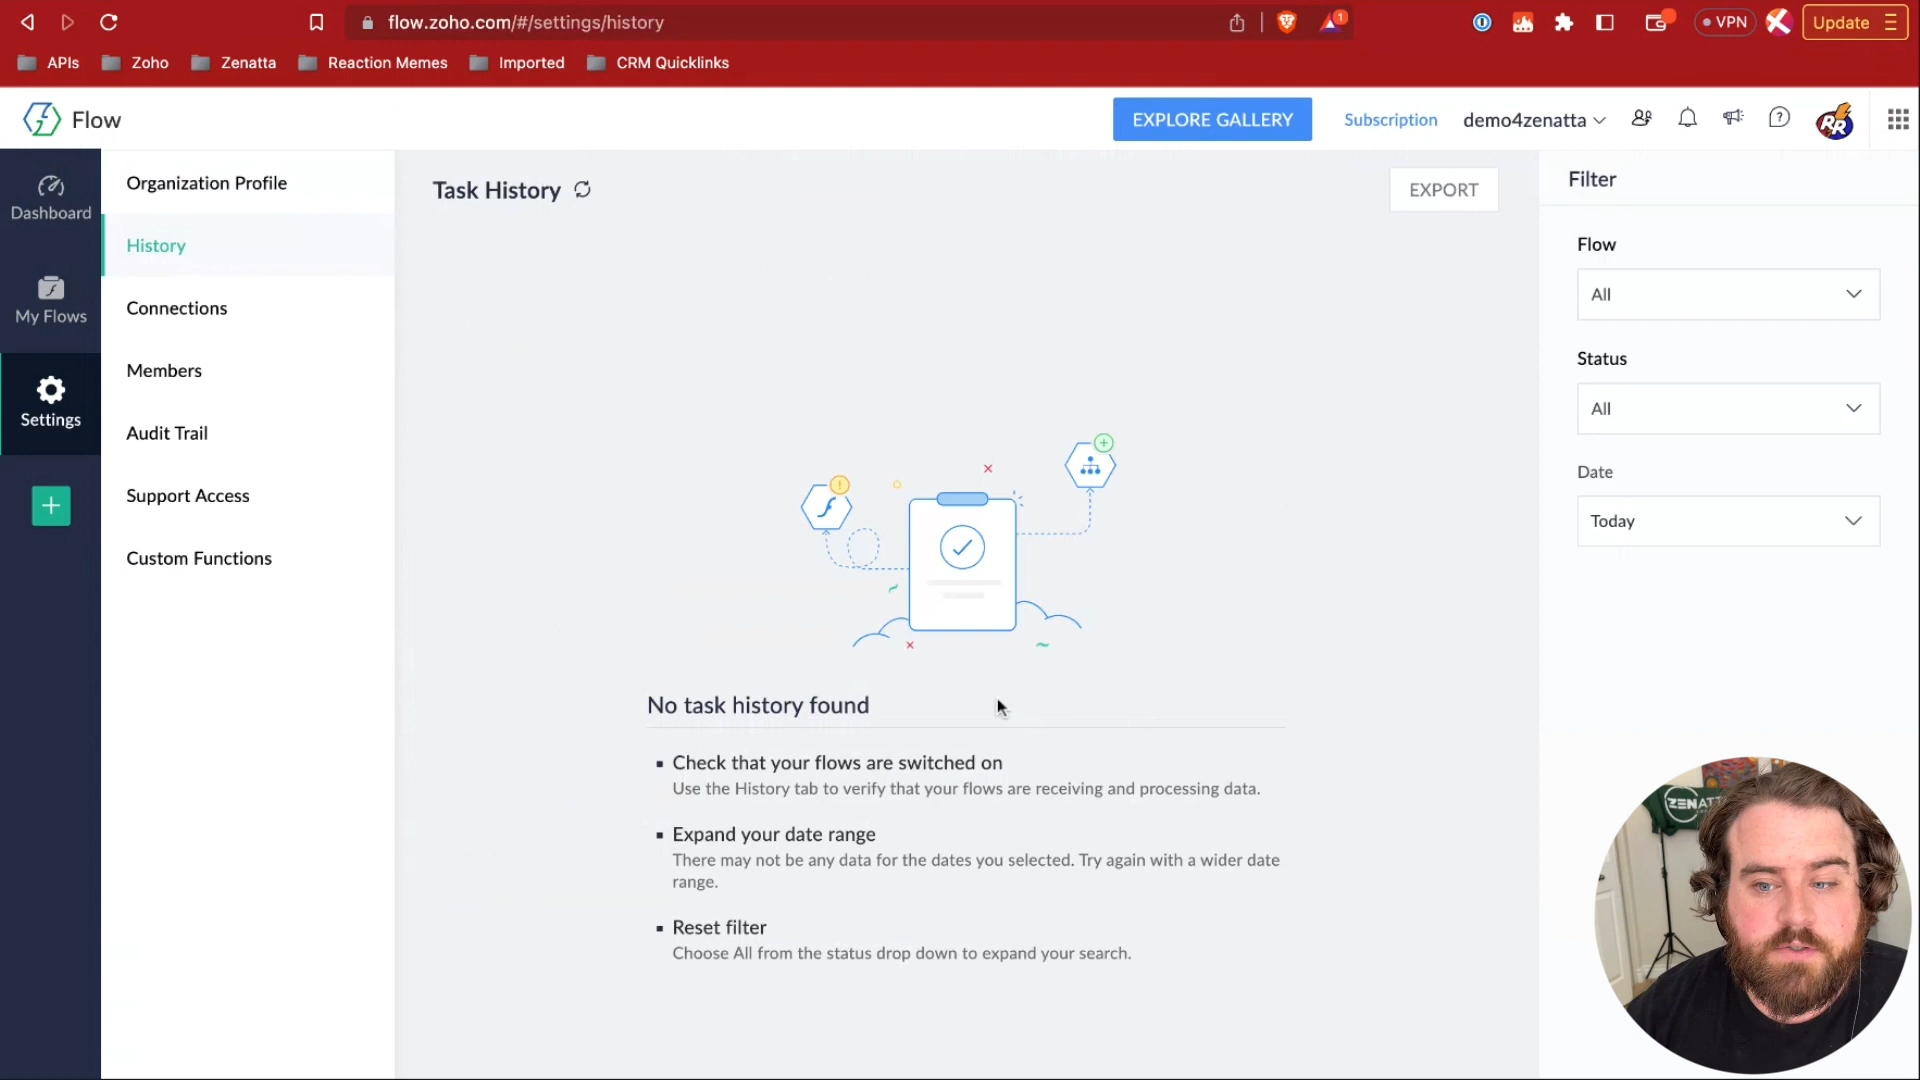 flow.zoho.com/#/settings/history
1
VPN
Update
APIs
Zoho
Zenatta
Reaction Memes
Imported
CRM Quicklinks
Flow
EXPLORE GALLERY
Subscription
demo4zenatta
RR
Dashboard
My Flows
Settings
Organization Profile
History
Connections
Members
Audit Trail
Support Access
Custom Functions
Task History
EXPORT
No task history found
Check that your flows are switched on
Use the History tab to verify that your flows are receiving and processing data.
Expand your date range
There may not be any data for the dates you selected. Try again with a wider date
range.
Reset filter
Choose All from the status drop down to expand your search.
Filter
Flow
All
Status
All
Date
Today